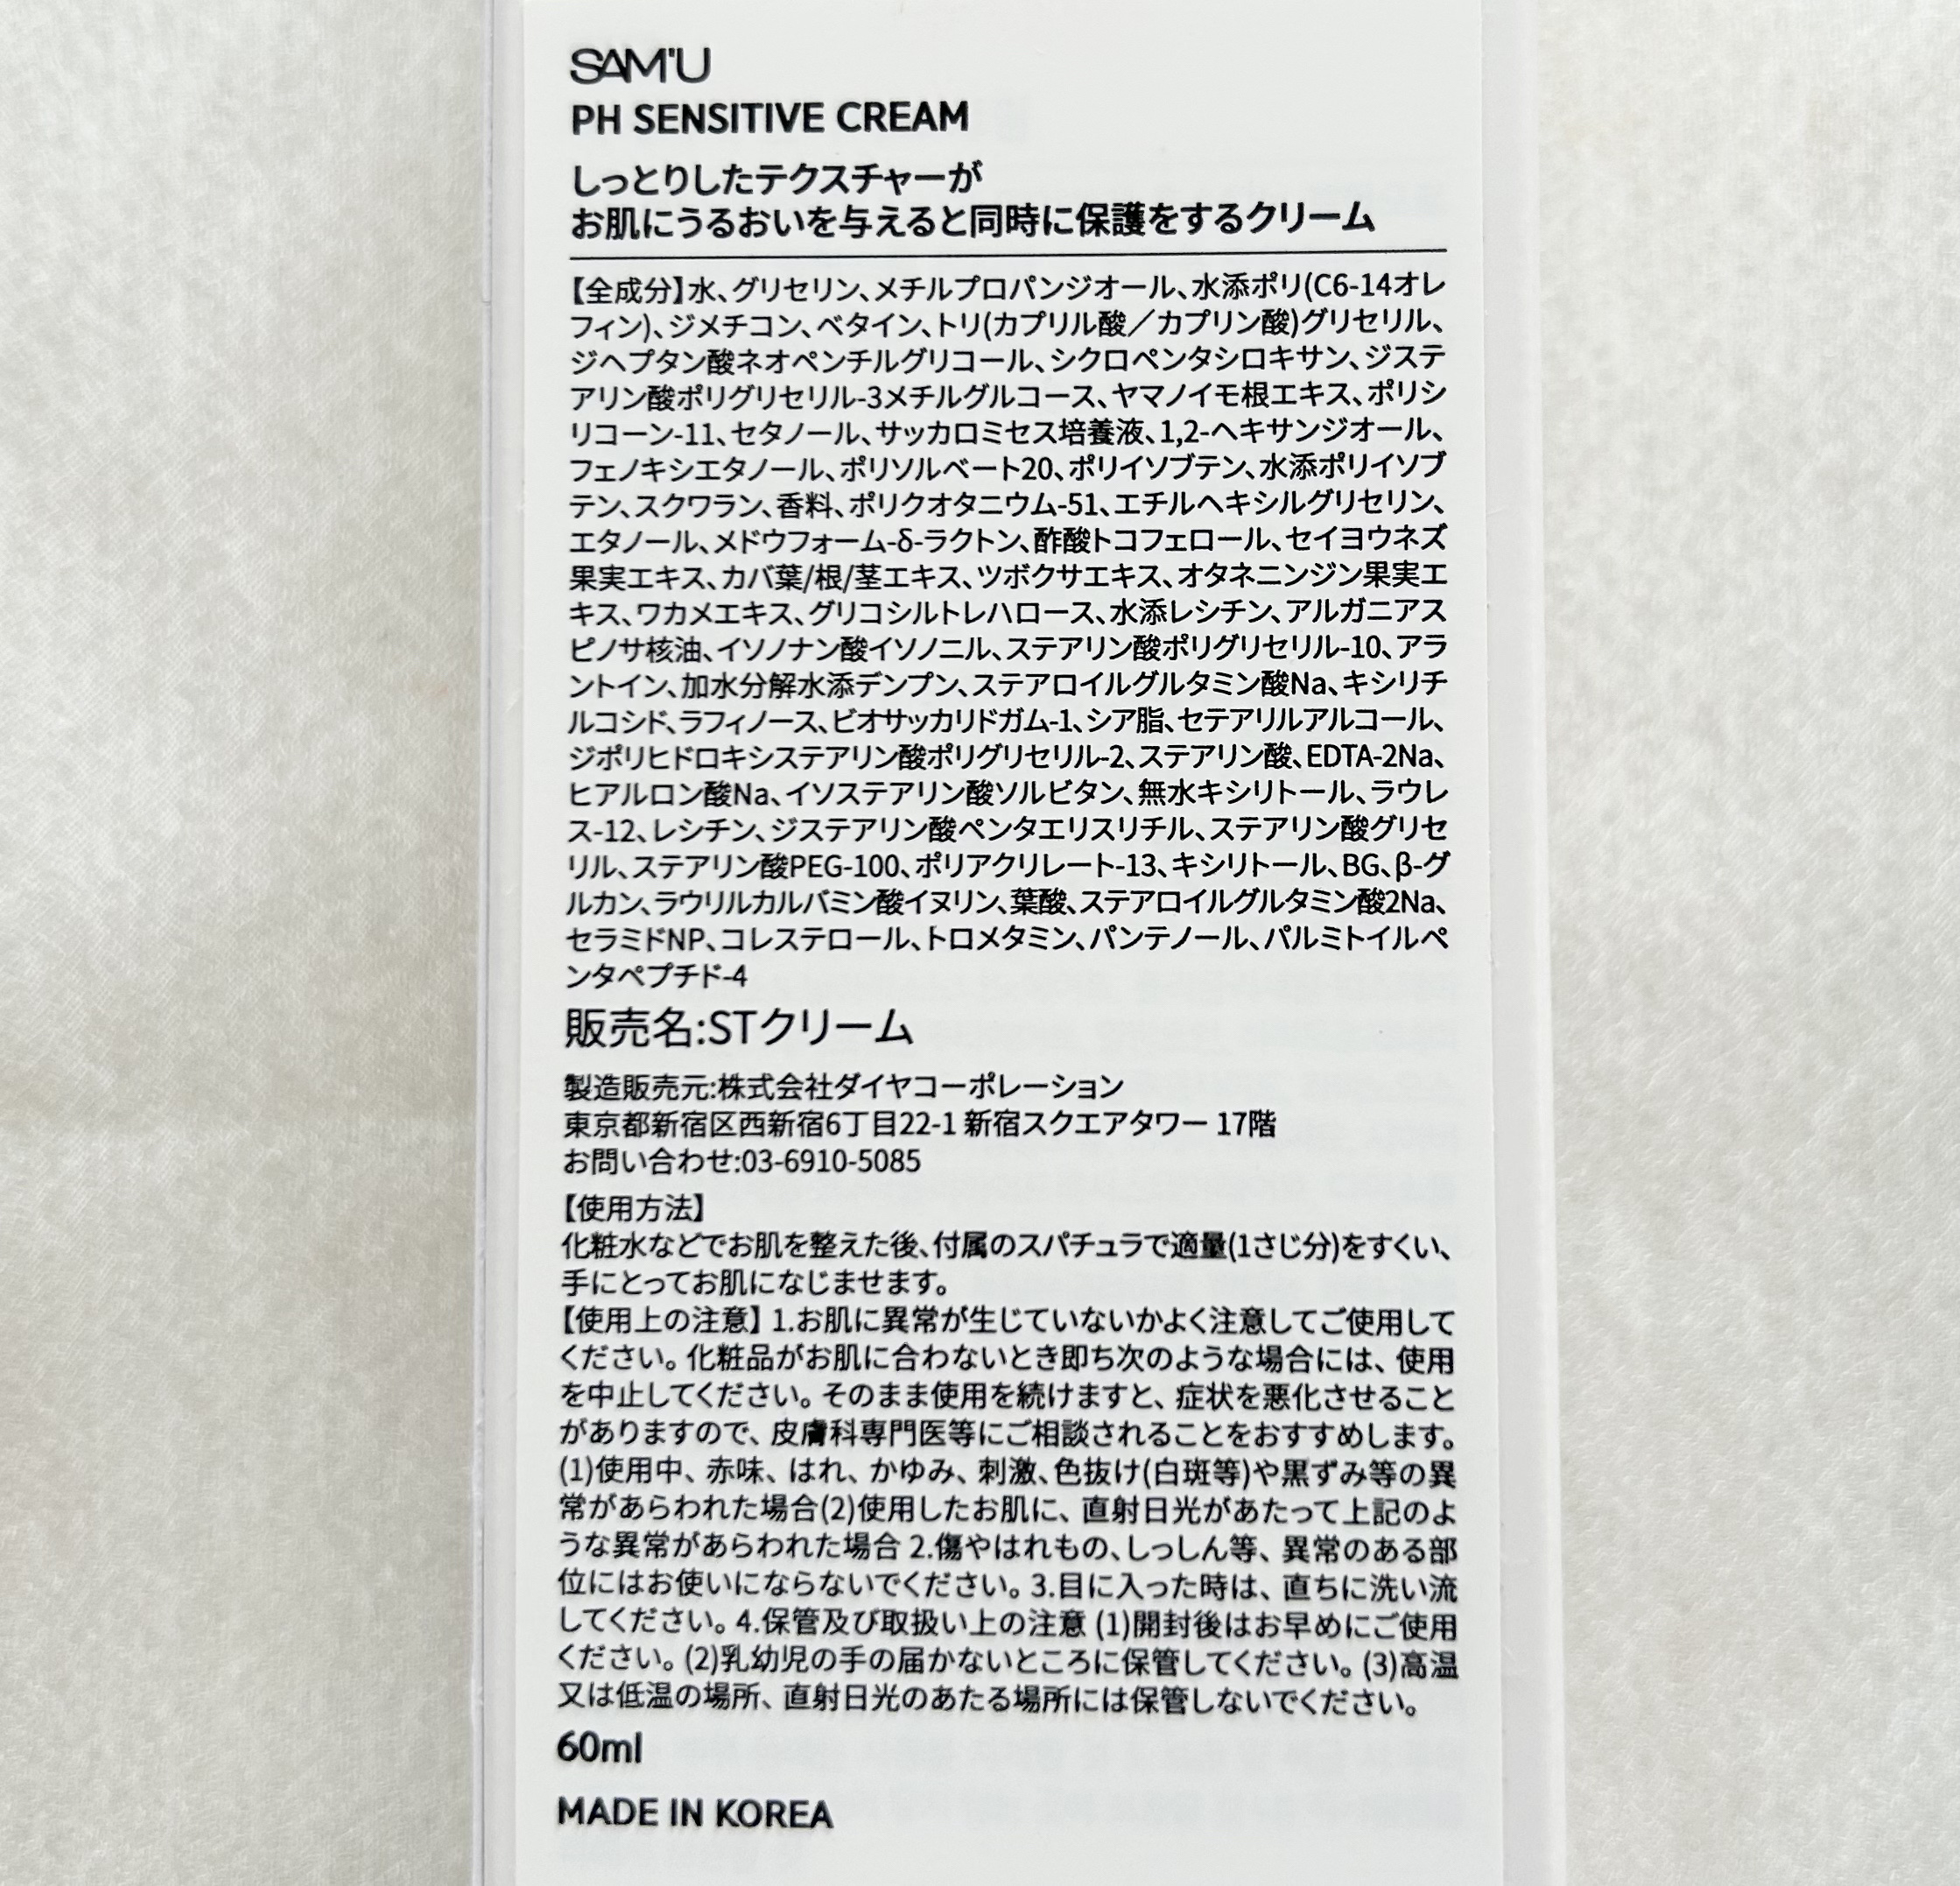 SAM'U
PH SENSITIVE CREAM
しっとりしたテクスチャーが
お肌にうるおいを与えると同時に保護をするクリーム
【全成分】水、グリセリン、メチルプロパンジオール、水添ポリ(C6-14オレ
フィン)、ジメチコン、ベタイン、トリ(カプリル酸／カプリン酸)グリセリル、
ジヘプタン酸ネオペンチルグリコール、シクロペンタシロキサン、ジステ
アリン酸ポリグリセリル-3メチルグルコース、ヤマノイモ根エキス、ポリシ
リコーン-11、セタノール、サッカロミセス培養液、1,2-ヘキサンジオール、
フェノキシエタノール、ポリソルベート20、ポリイソブテン、水添ポリイソブ
テン、スクワラン、香料、ポリクオタニウム-51、エチルヘキシルグリセリン、
エタノール、メドウフォーム-δ-ラクトン、酢酸トコフェロール、セイヨウネズ
果実エキス、カバ葉/根/茎エキス、ツボクサエキス、オタネニンジン果実エ
キス、ワカメエキス、グリコシルトレハロース、水添レシチン、アルガニアス
ピノサ核油、イソノナン酸イソノニル、ステアリン酸ポリグリセリル-10、アラ
ントイン、加水分解水添デンプン、ステアロイルグルタミン酸Na、キシリチ
ルコシド、ラフィノース、ビオサッカリドガム-1、シア脂、セテアリルアルコール、
ジポリヒドロキシステアリン酸ポリグリセリル-2、ステアリン酸、EDTA-2Na、
ヒアルロン酸Na、イソステアリン酸ソルビタン、無水キシリトール、ラウレ
ス-12、レシチン、ジステアリン酸ペンタエリスリチル、ステアリン酸グリセ
リル、ステアリン酸PEG-100、ポリアクリレート-13、キシリトール、BG、β-グ
ルカン、ラウリルカルバミン酸イヌリン、葉酸、ステアロイルグルタミン酸2Na、
セラミドNP、コレステロール、トロメタミン、パンテノール、パルミトイルペ
ンタペプチド-4
販売名:STクリーム
製造販売元:株式会社ダイヤコーポレーション
東京都新宿区西新宿6丁目22-1 新宿スクエアタワー 17階
お問い合わせ:03-6910-5085
【使用方法】
化粧水などでお肌を整えた後、付属のスパチュラで適量(1さじ分)をすくい、
手にとってお肌になじませます。
【使用上の注意】 1.お肌に異常が生じていないかよく注意してご使用して
ください。 化粧品がお肌に合わないとき即ち次のような場合には、 使用
を中止してください。 そのまま使用を続けますと、 症状を悪化させること
がありますので、 皮膚科専門医等にご相談されることをおすすめします。
(1)使用中、 赤味、 はれ、 かゆみ、 刺激、色抜け(白斑等)や黒ずみ等の異
常があらわれた場合(2)使用したお肌に、 直射日光があたって上記のよ
うな異常があらわれた場合 2.傷やはれもの、しっしん等、 異常のある部
位にはお使いにならないでください。 3.目に入った時は、 直ちに洗い流
してください。 4.保管及び取扱い上の注意 (1)開封後はお早めにご使用
ください。 (2)乳幼児の手の届かないところに保管してください。 (3)高温
又は低温の場所、 直射日光のあたる場所には保管しないでください。
60ml
MADE IN KOREA